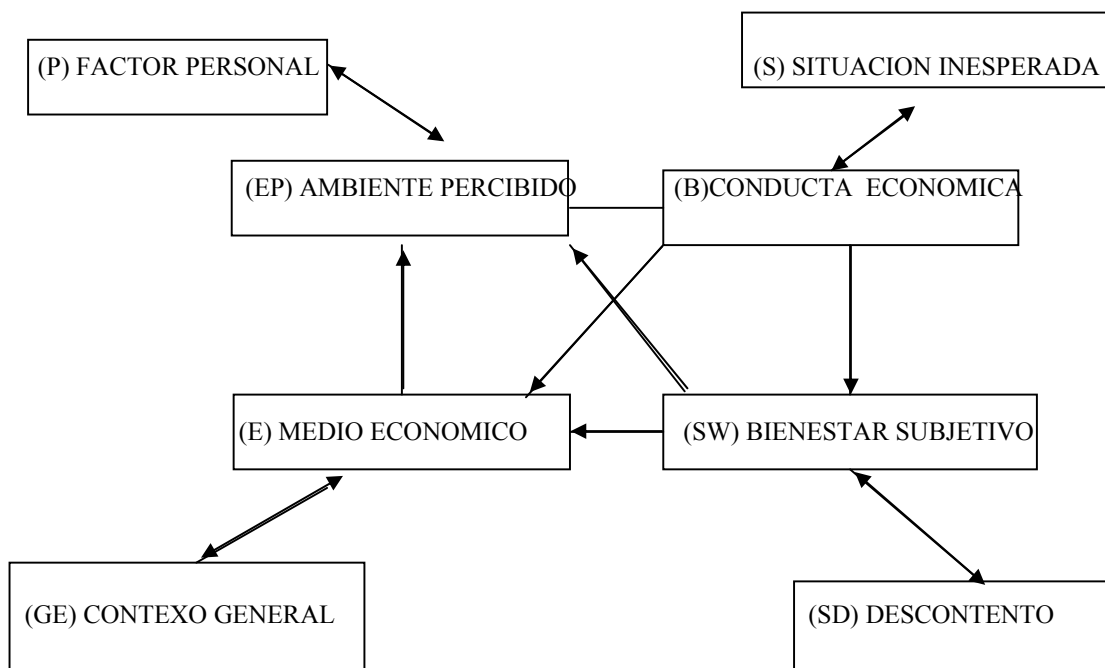 (P) FACTOR PERSONAL
(S) SITUACION INESPERADA
(EP) AMBIENTE PERCIBIDO
(B)CONDUCTA ECONOMICA
(E) MEDIO ECONOMICO
(SW) BIENESTAR SUBJETIVO
(GE) CONTEXO GENERAL
(SD) DESCONTENTO